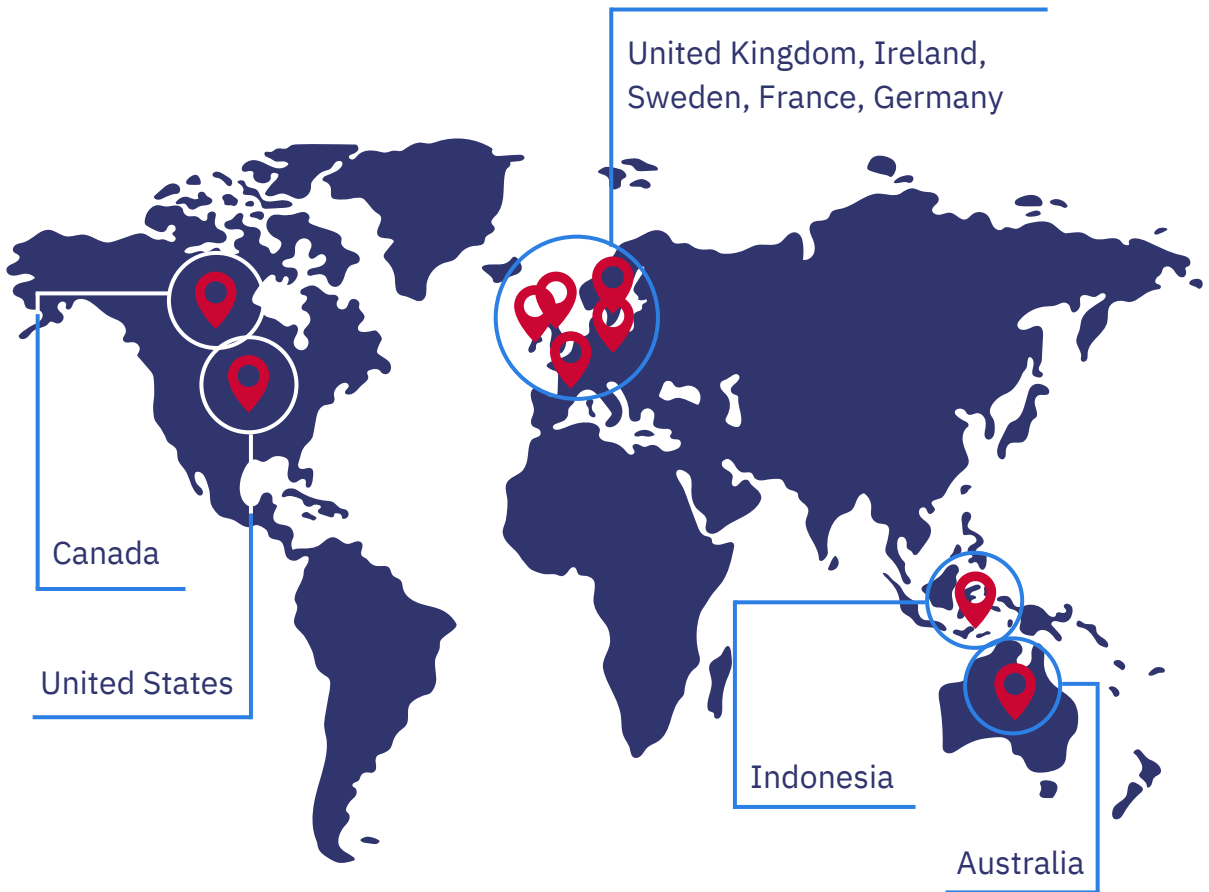 United Kingdom, Ireland,
Sweden, France, Germany
Canada
United States
Indonesia
Australia